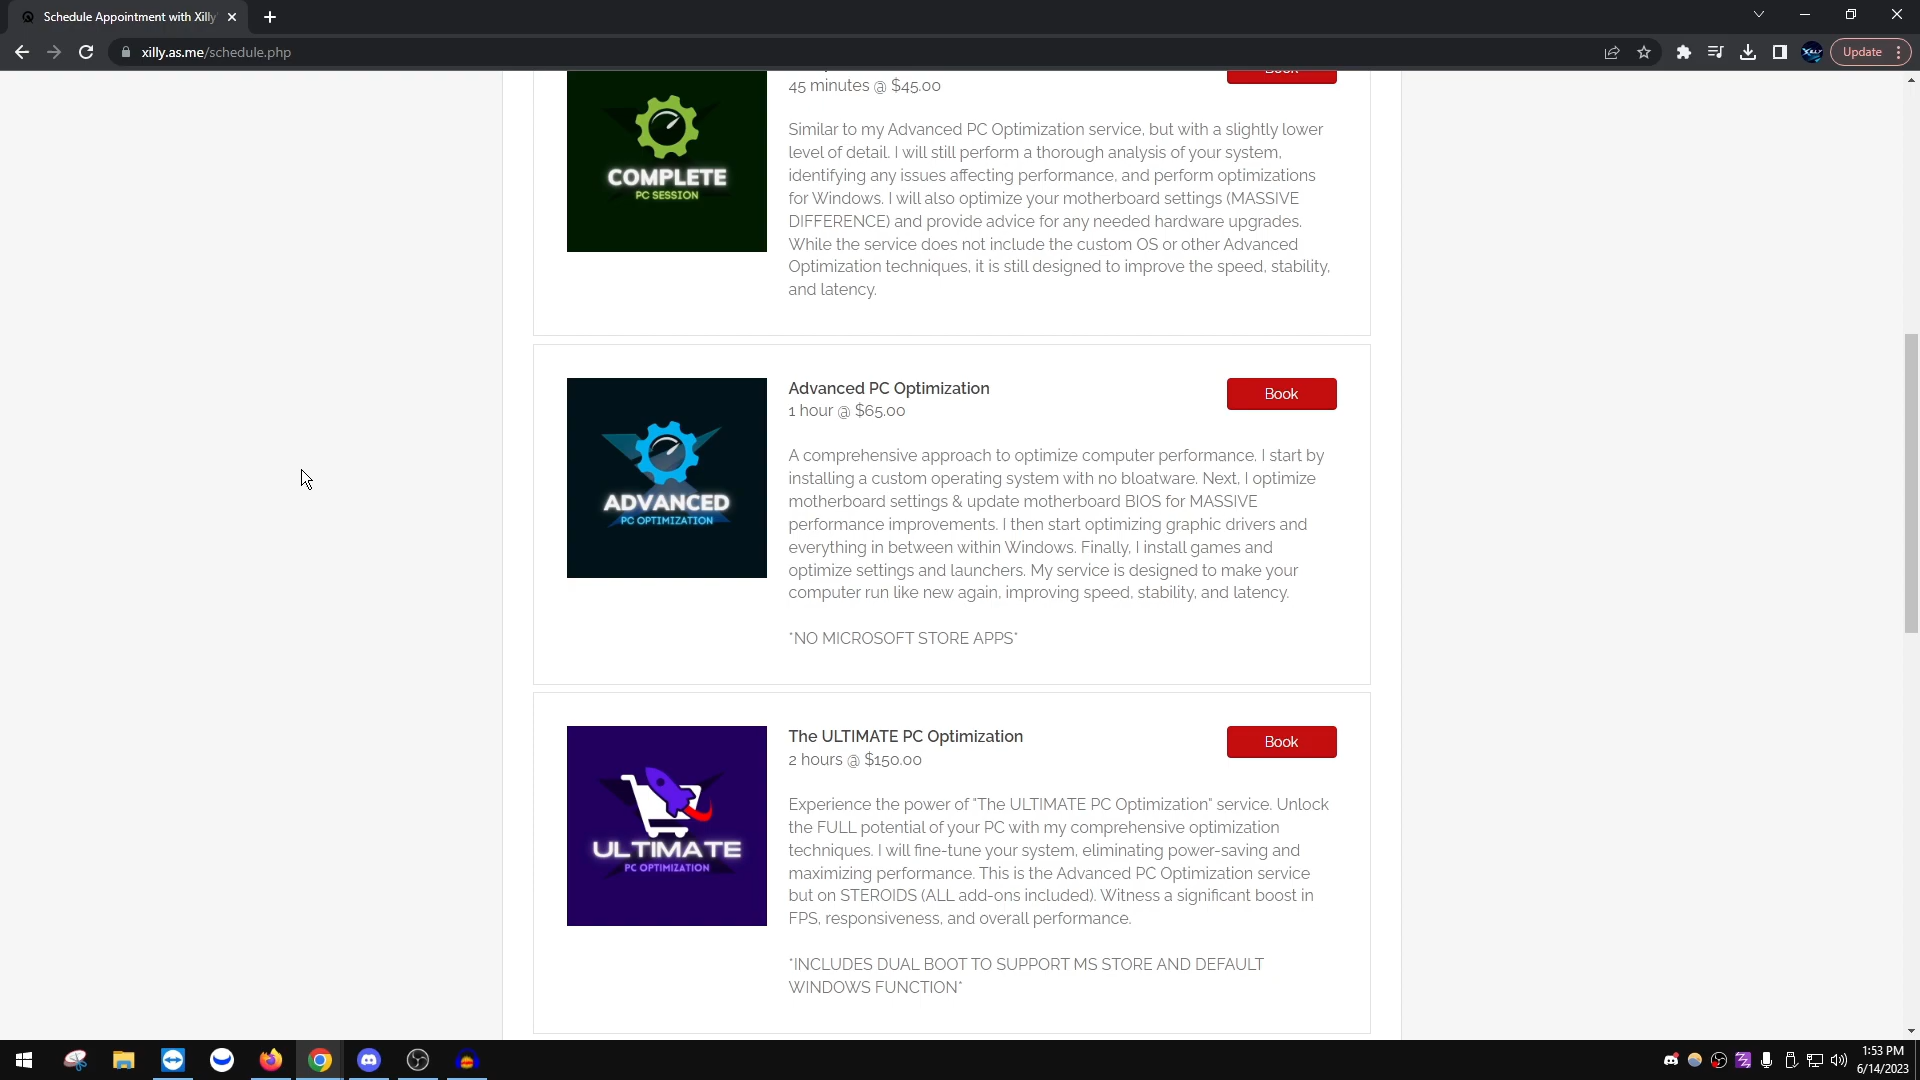 Schedule Appointment with Xilly
xilly.as.me/schedule.php
Update
45 minutes @ $45.00
Book
Similar to my Advanced PC Optimization service, but with a slightly lower
level of detail. I will still perform a thorough analysis of your system,
identifying any issues affecting performance, and perform optimizations
for Windows. I will also optimize your motherboard settings (MASSIVE
DIFFERENCE) and provide advice for any needed hardware upgrades.
While the service does not include the custom OS or other Advanced
Optimization techniques, it is still designed to improve the speed, stability,
and latency.
COMPLETE
PC SESSION
Advanced PC Optimization
1 hour @ $65.00
Book
A comprehensive approach to optimize computer performance. I start by
installing a custom operating system with no bloatware. Next, I optimize
motherboard settings & update motherboard BIOS for MASSIVE
performance improvements. I then start optimizing graphic drivers and
everything in between within Windows. Finally, I install games and
optimize settings and launchers. My service is designed to make your
computer run like new again, improving speed, stability, and latency.
*NO MICROSOFT STORE APPS*
ADVANCED
PC OPTIMIZATION
The ULTIMATE PC Optimization
2 hours @ $150.00
Book
Experience the power of "The ULTIMATE PC Optimization" service. Unlock
the FULL potential of your PC with my comprehensive optimization
techniques. I will fine-tune your system, eliminating power-saving and
maximizing performance. This is the Advanced PC Optimization service
but on STEROIDS (ALL add-ons included). Witness a significant boost in
FPS, responsiveness, and overall performance.
*INCLUDES DUAL BOOT TO SUPPORT MS STORE AND DEFAULT
WINDOWS FUNCTION*
ULTIMATE
PC OPTIMIZATION
1:53 PM
6/14/2023